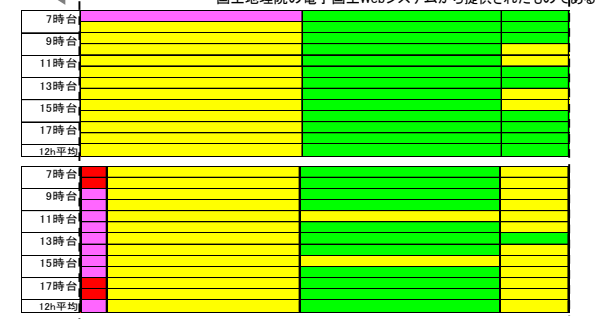 国土地理院の電子国土Webシステムから提供されたものである
7時台
9時台
11時台
13時台
15時台
17時台
12h平均
7時台
9時台
11時台
13時台
15時台
17時台
12h平均